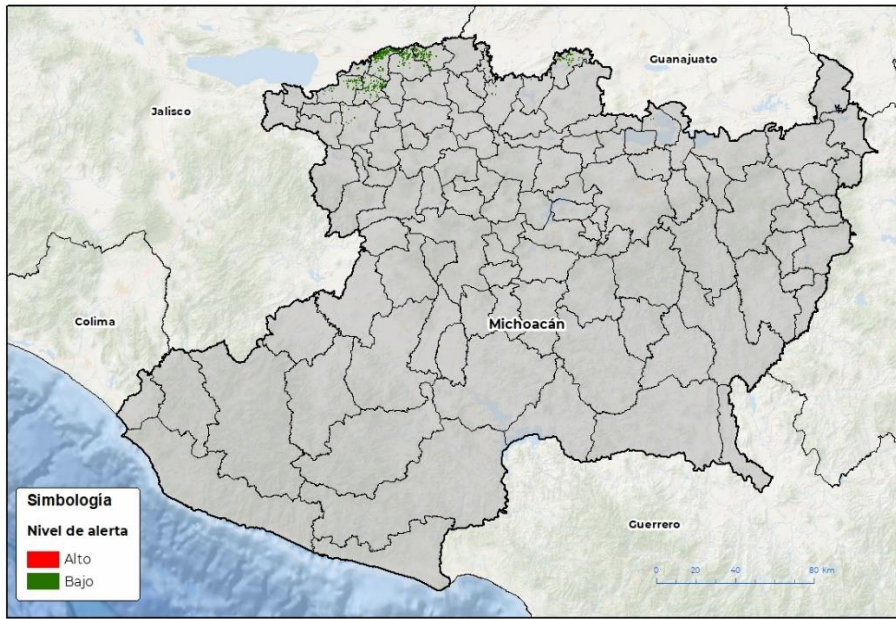 Guanajuato
Jalisco
Colima
Michoacán
Guerrero
Simbología
Nivel de alerta
Alto
Bajo
0 20 40 80 Km